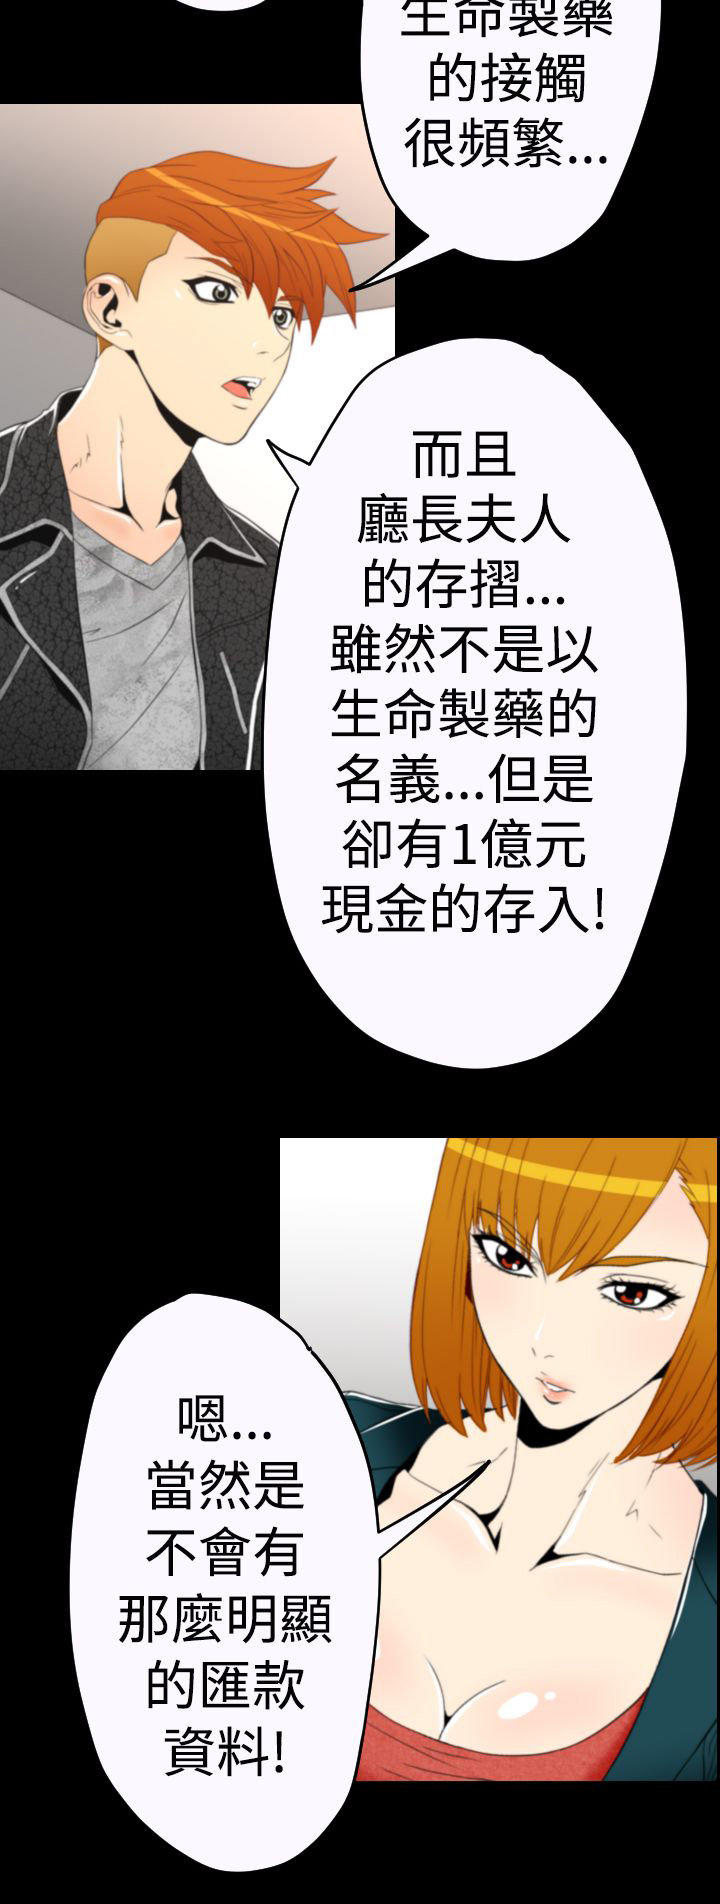 生命製藥
的接觸
很頻繁...
而且
廳長夫人
的存摺...
雖然不是以
生命製藥的
名義...但是
卻有1億元
現金的存入!
嗯...
當然是
不會有
那麼明顯
的匯款
資料!